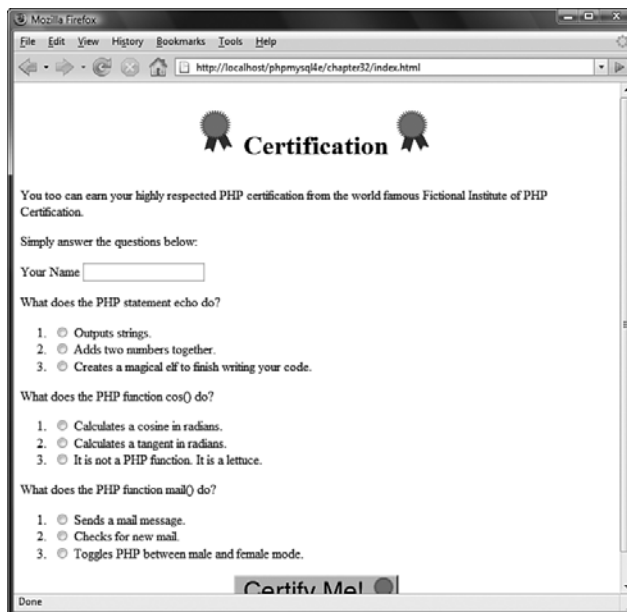 Mozilla Firefox
File Edit View History Bookmarks Tools Help
http://localhost/phpmysql4e/chapter32/index.html
Certification
You too can earn your highly respected PHP certification from the world famous Fictional Institute of PHP
Certification.
Simply answer the questions below:
Your Name
What does the PHP statement echo do?
1. Outputs strings.
2. Adds two numbers together.
3. Creates a magical elf to finish writing your code.
What does the PHP function cos() do?
1. Calculates a cosine in radians.
2. Calculates a tangent in radians.
3. It is not a PHP function. It is a lettuce.
What does the PHP function mail() do?
1. Sends a mail message.
2. Checks for new mail.
3. Toggles PHP between male and female mode.
Certify Me!
Done